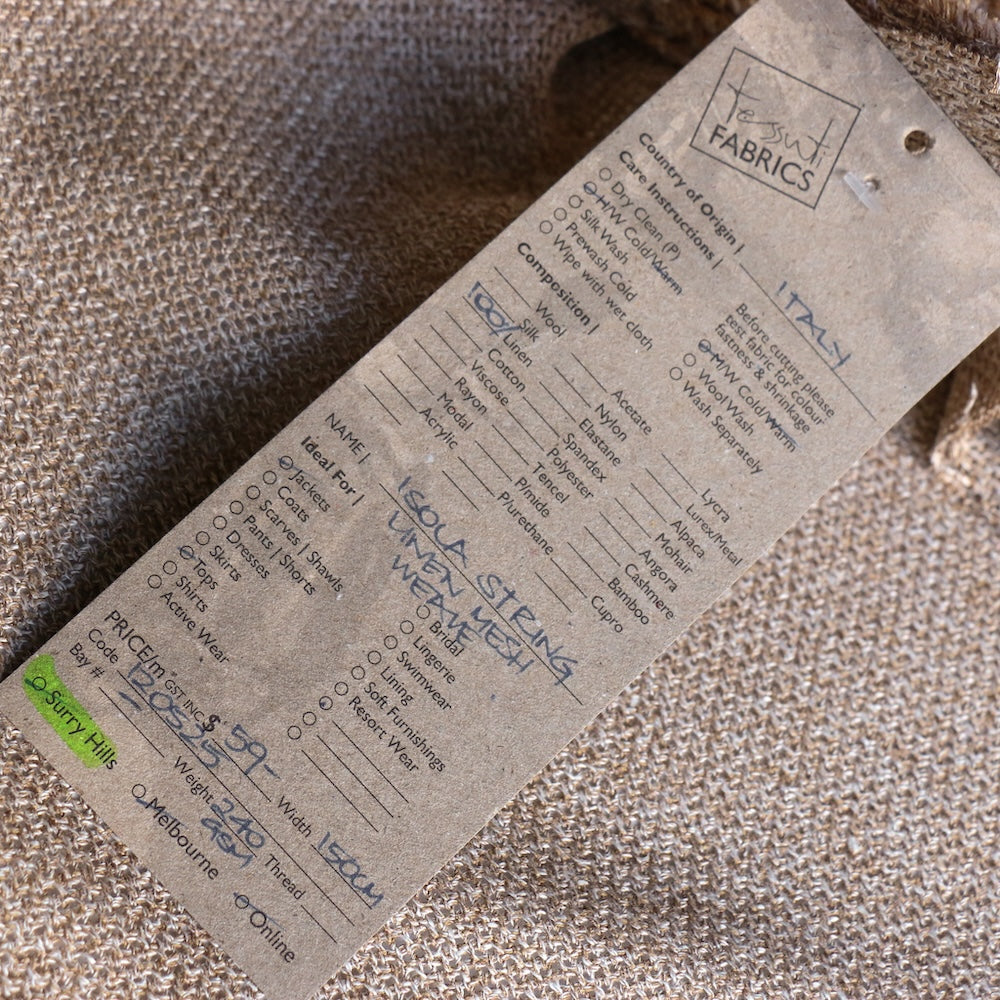 tessuti
FABRICS
Country of Origin | ITALY
Care Instructions |
Dry Clean (P)
H/W Cold/Warm
Silk Wash
Prewash Cold
Wipe with wet cloth
Before cutting please
test fabric for colour
fastness & shrinkage
M/W Cold/Warm
Wool Wash
Wash Separately
Composition |
Wool
Silk
100% Linen
Cotton
Viscose
Rayon
Modal
Acrylic
Acetate
Nylon
Elastane
Spandex
Polyester
Tencel
P/mide
P/urethane
Lycra
Lurex/Metal
Alpaca
Mohair
Angora
Cashmere
Bamboo
Cupro
NAME | ISOLA STRING
LINEN MESH
WEAVE
Ideal For |
Jackets
Coats
Scarves | Shawls
Pants | Shorts
Dresses
Skirts
Tops
Shirts
Active Wear
Bridal
Lingerie
Swimwear
Lining
Soft Furnishings
Resort Wear
PRICE/m GST INC $ 59-
Code 120525 Width 150CM
Bay # Weight 240 GSM Thread
Surry Hills Melbourne Online